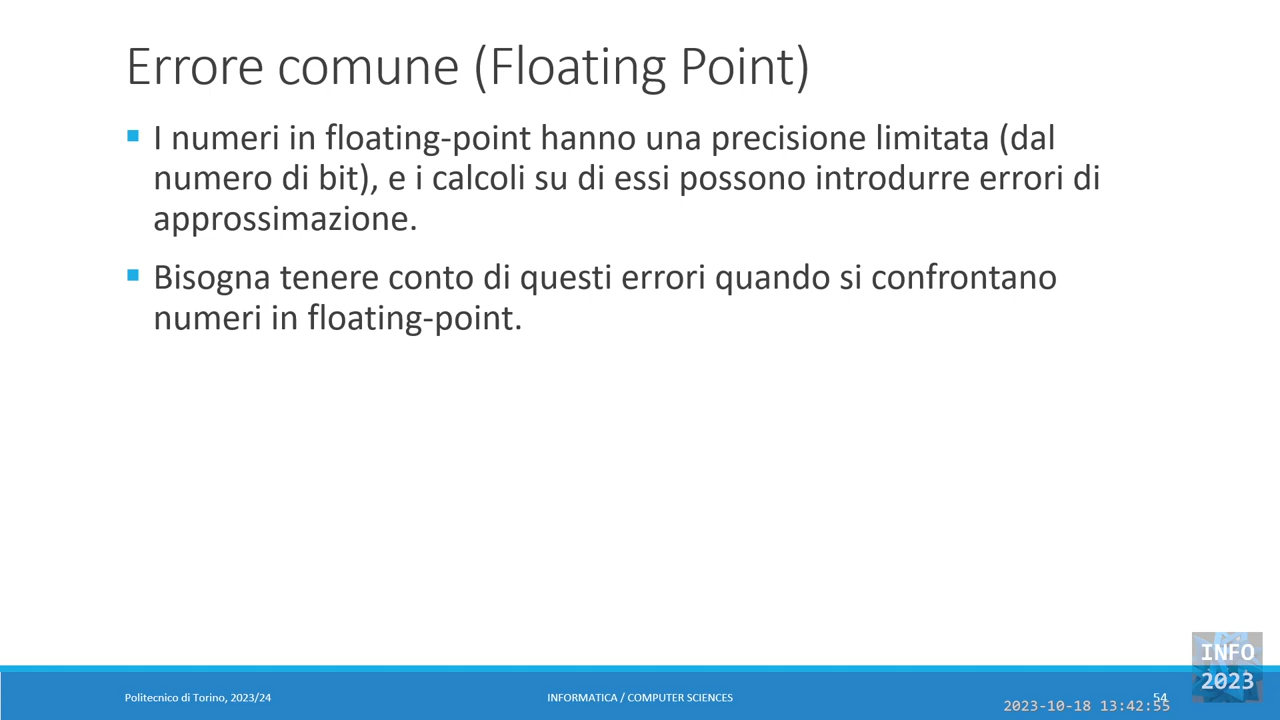 Errore comune (Floating Point)
I numeri in floating-point hanno una precisione limitata (dal
numero di bit), e i calcoli su di essi possono introdurre errori di
approssimazione.
Bisogna tenere conto di questi errori quando si confrontano
numeri in floating-point.
INFO
2023
Politecnico di Torino, 2023/24
INFORMATICA / COMPUTER SCIENCES
54
2023-10-18 13:42:55